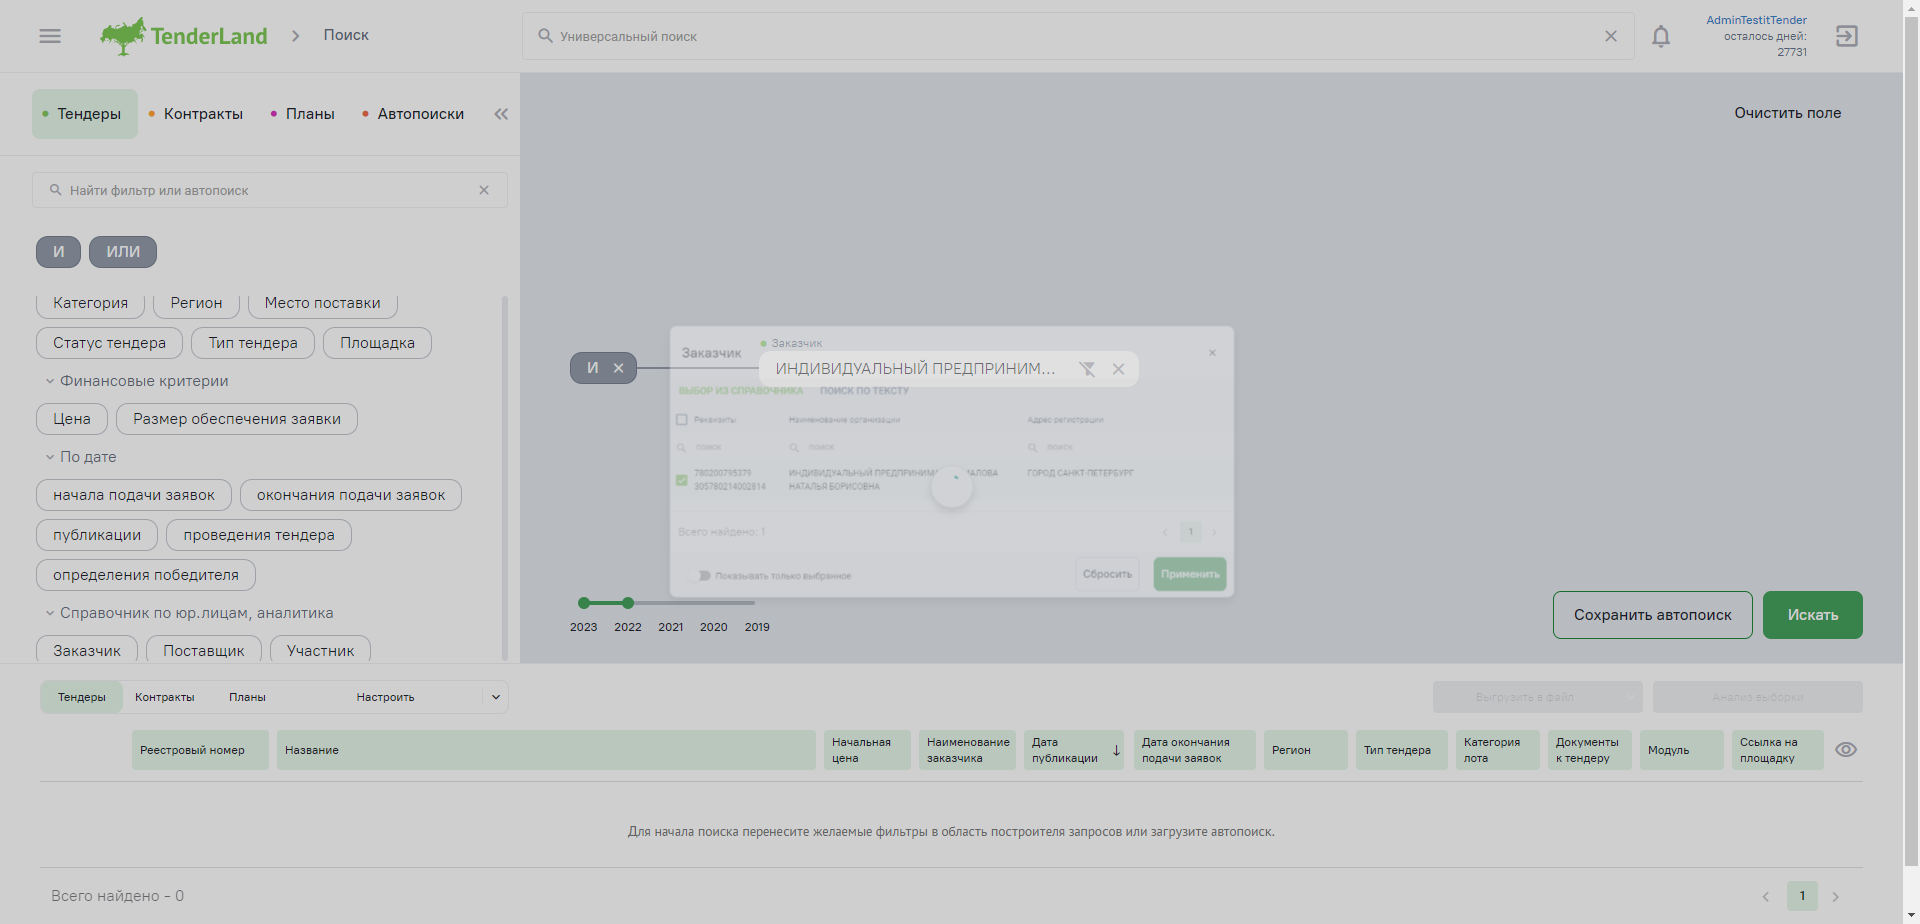 TenderLand
Поиск
Универсальный поиск
AdminTestitTender
осталось дней:
27731
Тендеры
Контракты
Планы
Автопоиски
Очистить поле
Найти фильтр или автопоиск
И
ИЛИ
Категория
Регион
Место поставки
Статус тендера
Тип тендера
Площадка
Финансовые критерии
Цена
Размер обеспечения заявки
По дате
начала подачи заявок
окончания подачи заявок
публикации
проведения тендера
определения победителя
Справочник по юр.лицам, аналитика
Заказчик
Поставщик
Участник
И
Заказчик
Заказчик
ИНДИВИДУАЛЬНЫЙ ПРЕДПРИНИМ...
ВЫБОР ИЗ СПРАВОЧНИКА
ПОИСК ПО ТЕКСТУ
Реквизиты
Наименование организации
Адрес регистрации
поиск
поиск
поиск
780200795379
305780214002814
ИНДИВИДУАЛЬНЫЙ
НАТАЛЬЯ БОРИСОВНА
ГОРОД САНКТ-ПЕТЕРБУРГ
Всего найдено: 1
1
Показывать только выбранное
Сбросить
Применить
2023
2022
2021
2020
2019
Сохранить автопоиск
Искать
Тендеры
Контракты
Планы
Настроить
Выгрузить в файл
Анализ выборки
Реестровый номер
Название
Начальная
цена
Наименование
заказчика
Дата
публикации
Дата окончания
подачи заявок
Регион
Тип тендера
Категория
лота
Документы
к тендеру
Модуль
Ссылка на
площадку
Для начала поиска перенесите желаемые фильтры в область построителя запросов или загрузите автопоиск.
Всего найдено - 0
1